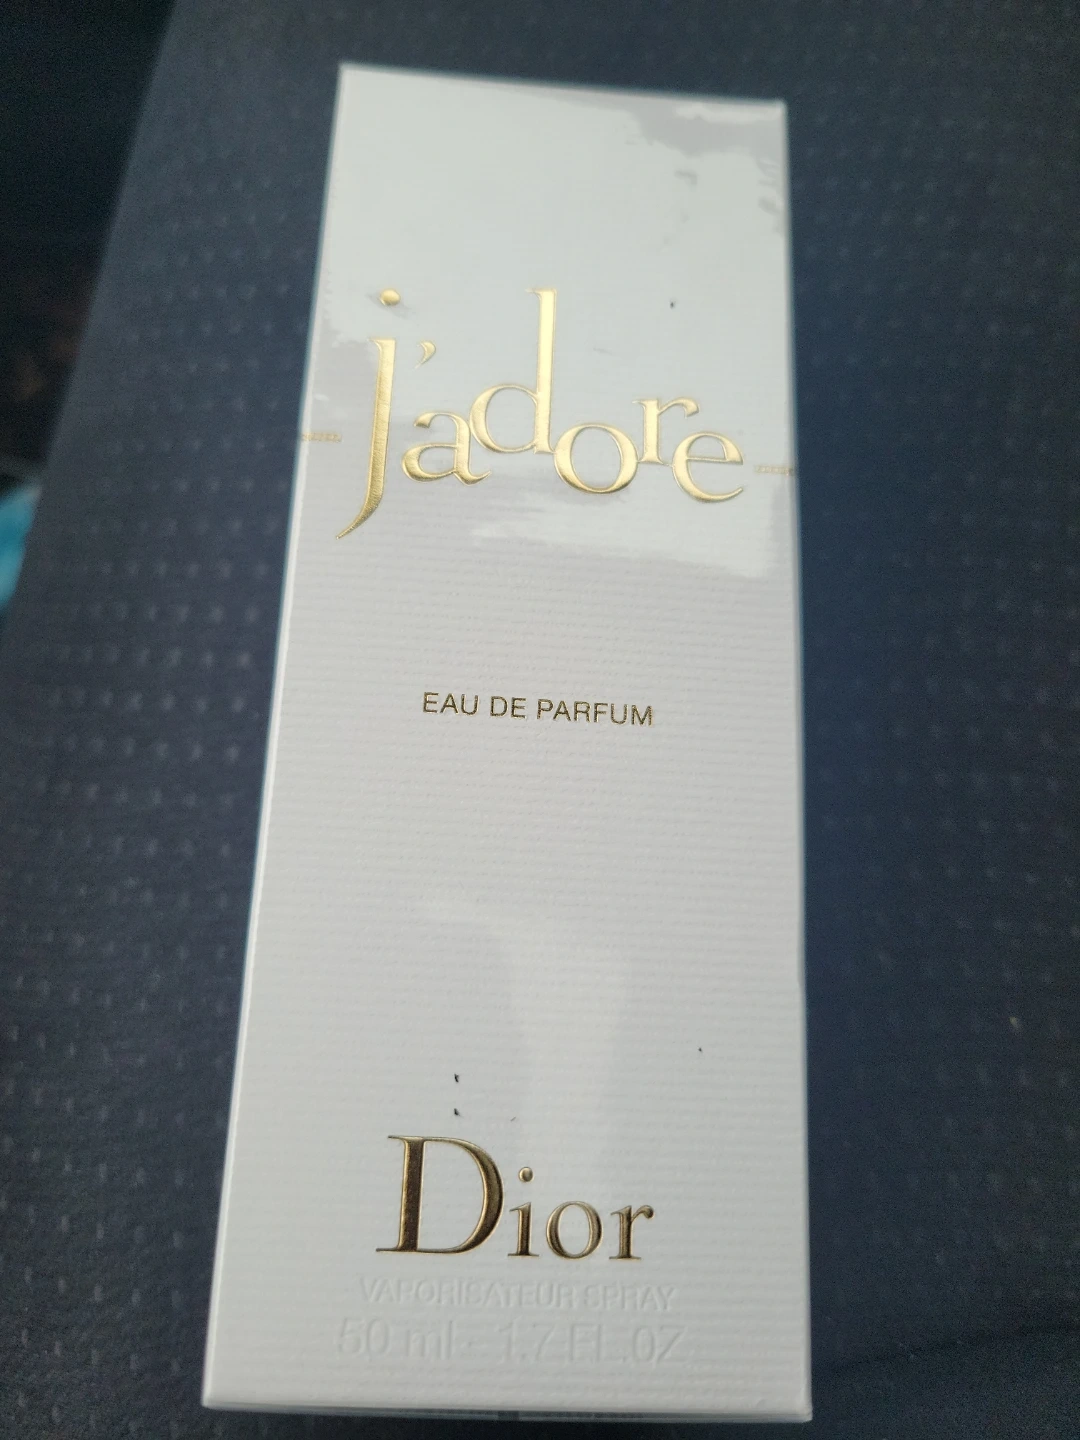 j'adore
EAU DE PARFUM
Dior
VAPORISATEUR SPRAY
50 ml - 1.7 FL.OZ